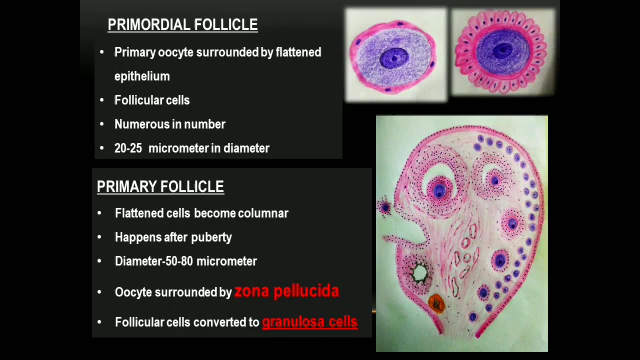 PRIMORDIAL FOLLICLE
• Primary oocyte surrounded by flattened
epithelium
• Follicular cells
• Numerous in number
• 20-25 micrometer in diameter
PRIMARY FOLLICLE
• Flattened cells become columnar
• Happens after puberty
• Diameter-50-80 micrometer
• Oocyte surrounded by zona pellucida
• Follicular cells converted to granulosa cells